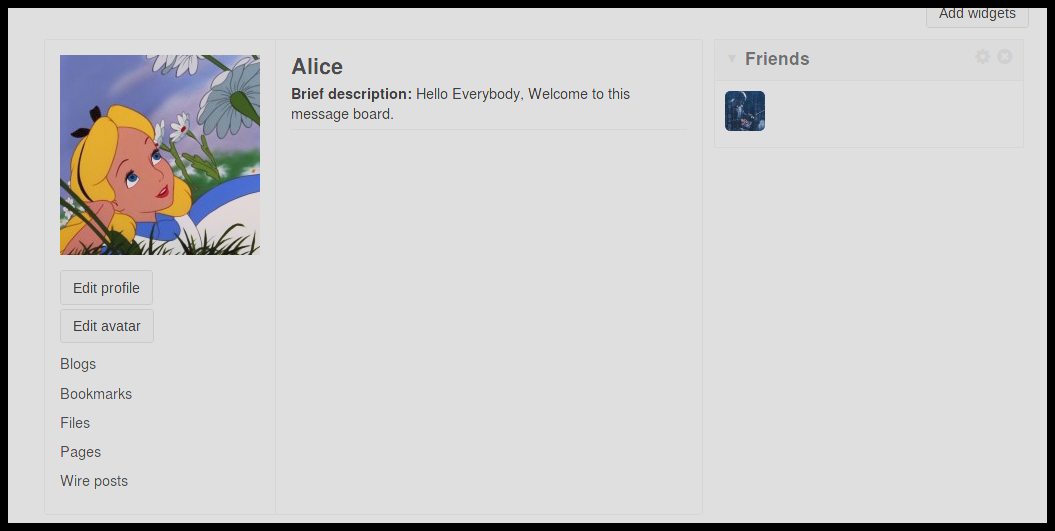 Add widgets
Alice
Brief description: Hello Everybody, Welcome to this
message board.
Friends
Edit profile
Edit avatar
Blogs
Bookmarks
Files
Pages
Wire posts